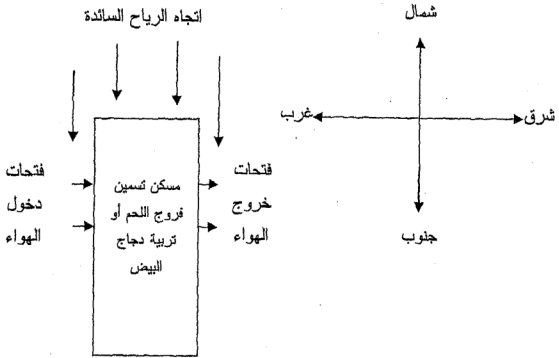 اتجاه الرياح السائدة
شمال
شرق
غرب
جنوب
فتحات
دخول
الهواء
مسكن تسمين
فروج اللحم أو
تربية دجاج
البيض
فتحات
خروج
الهواء